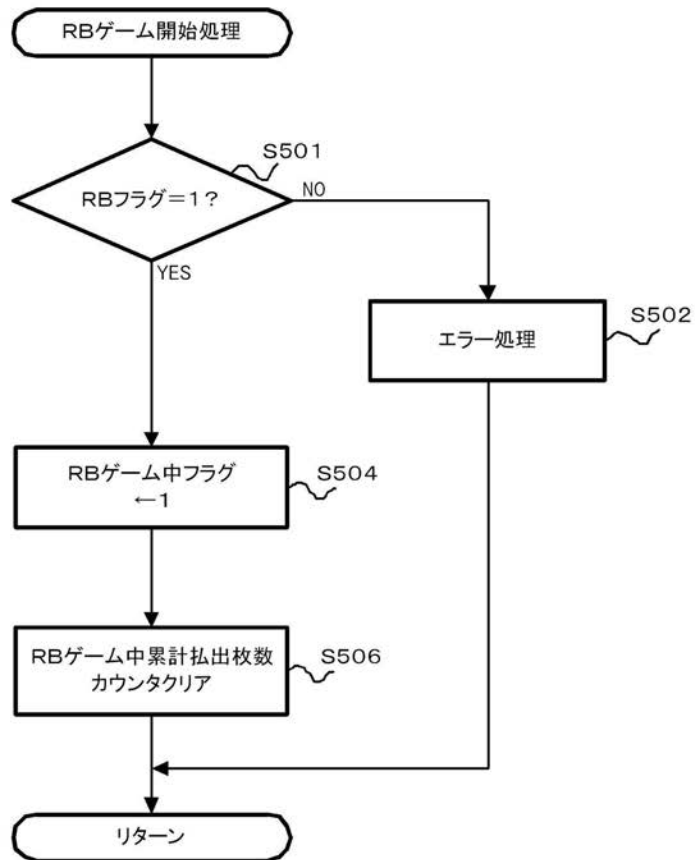 RBゲーム開始処理
S501
RBフラグ=1?
NO
YES
S502
エラー処理
RBゲーム中フラグ
←1
S504
RBゲーム中累計払出枚数
カウンタクリア
S506
リターン